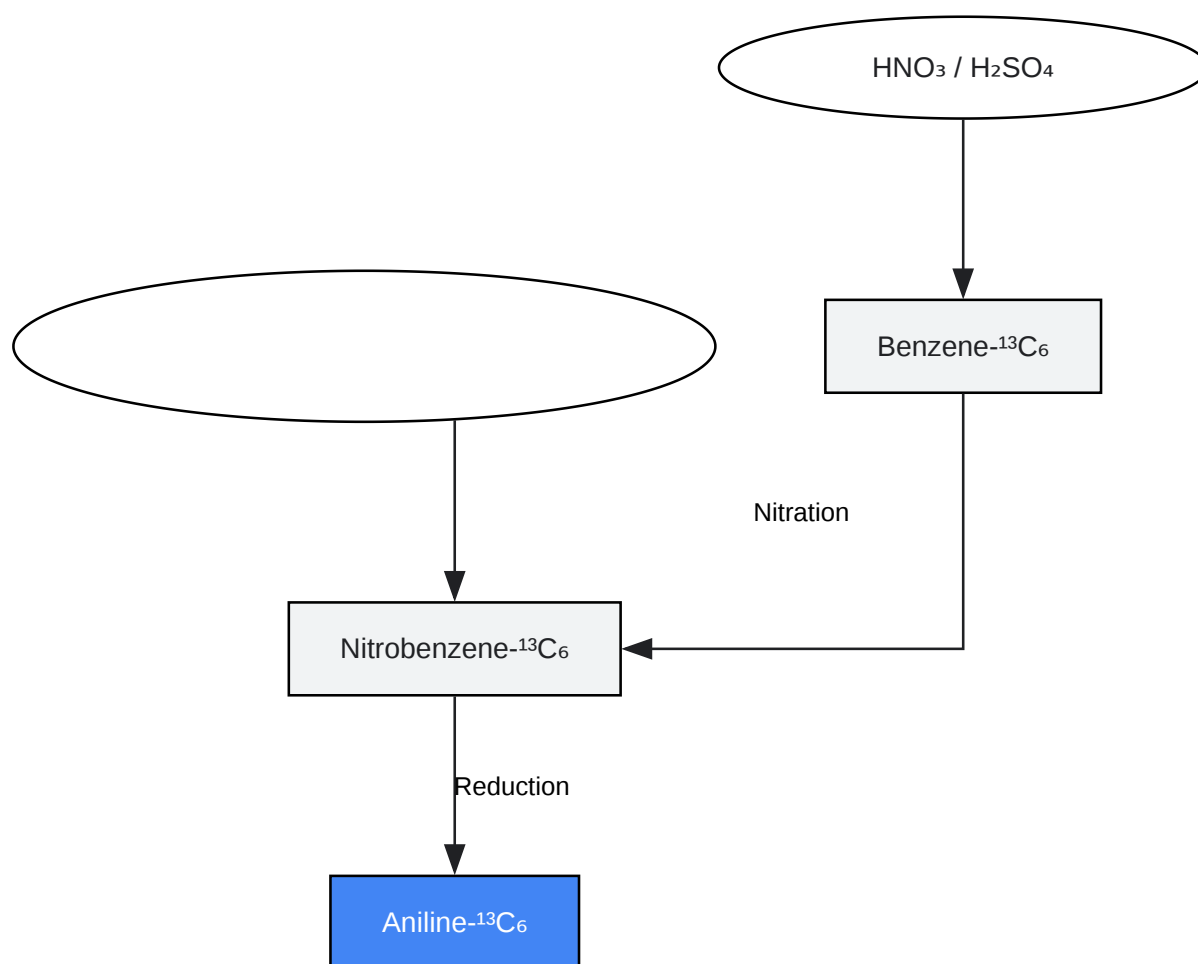 HNO₃ / H₂SO₄
Benzene-¹³C₆
Nitration
Nitrobenzene-¹³C₆
Reduction
Aniline-¹³C₆